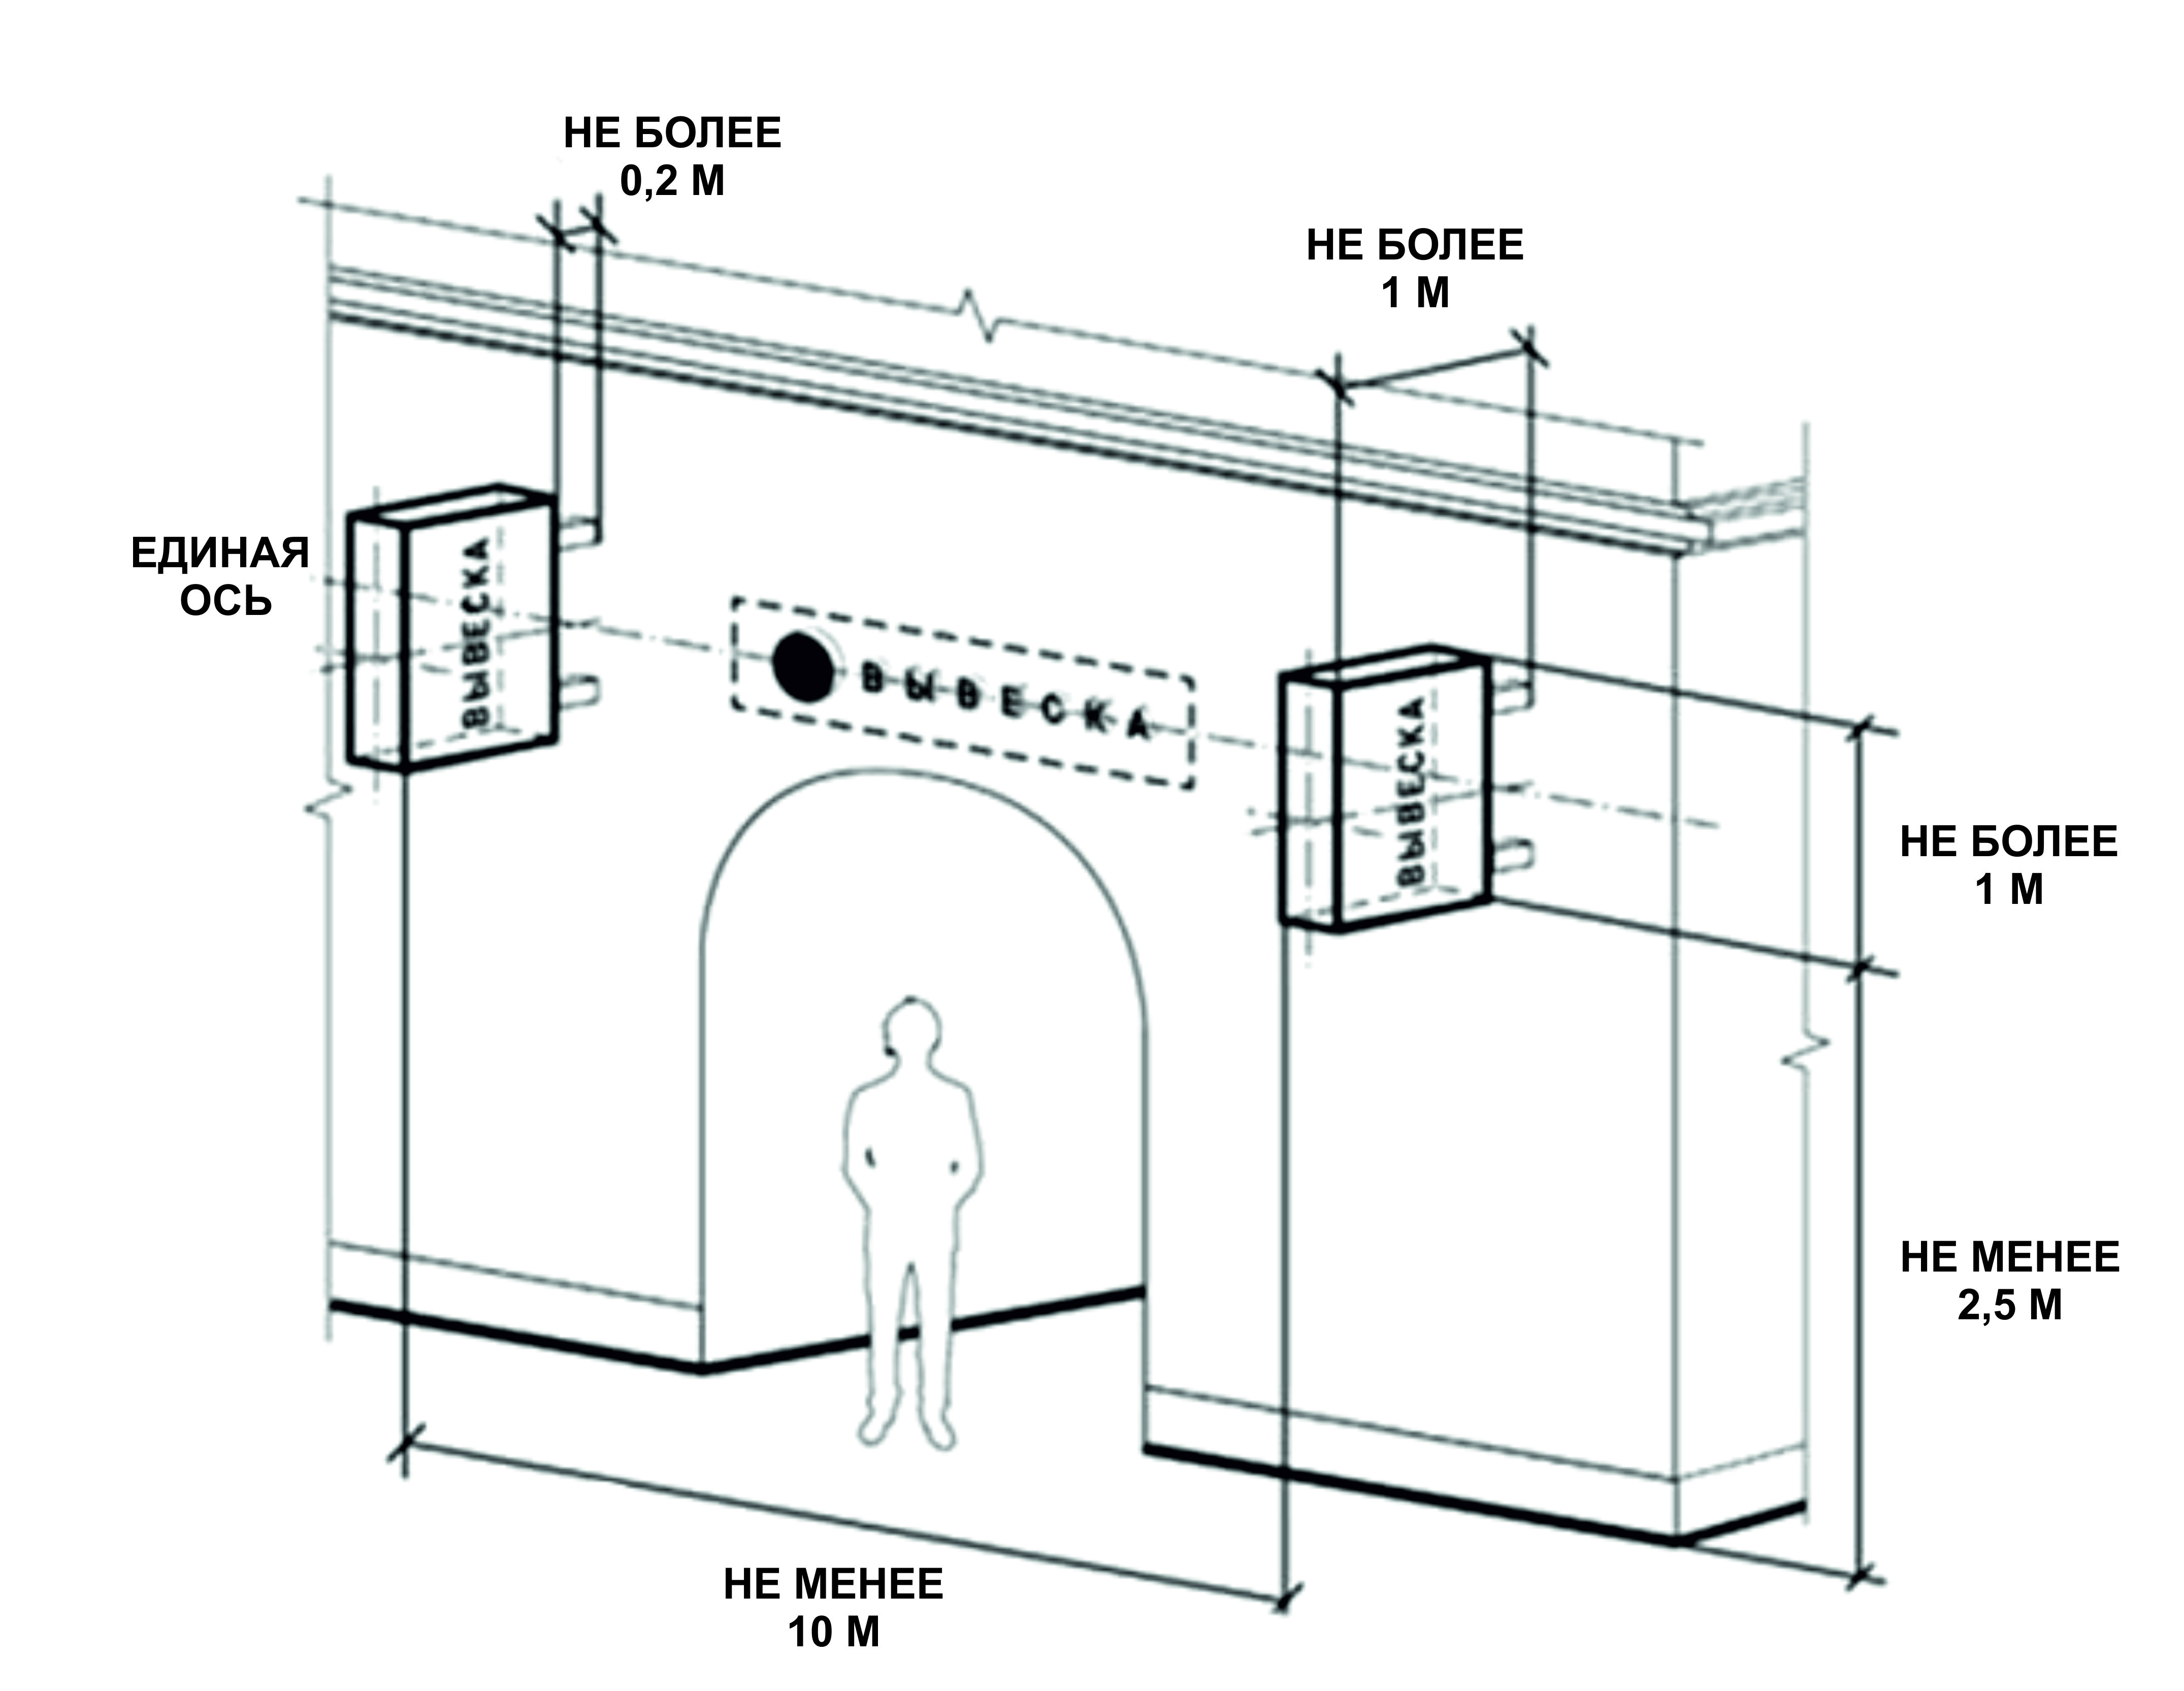 НЕ БОЛЕЕ
0,2 М
НЕ БОЛЕЕ
1 М
ЕДИНАЯ
ОСЬ
ВЫВЕСКА
ВЫВЕСКА
ВЫВЕСКА
НЕ БОЛЕЕ
1 М
НЕ МЕНЕЕ
2,5 М
НЕ МЕНЕЕ
10 М